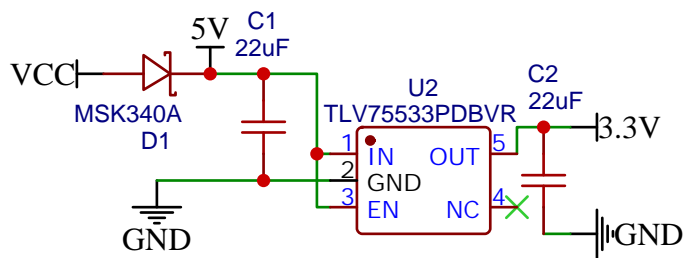 5V
C1
22uF
VCC
MSK340A
D1
U2
TLV75533PDBVR
C2
22uF
1
IN
OUT
5
3.3V
2
GND
3
EN
NC
4
GND
GND